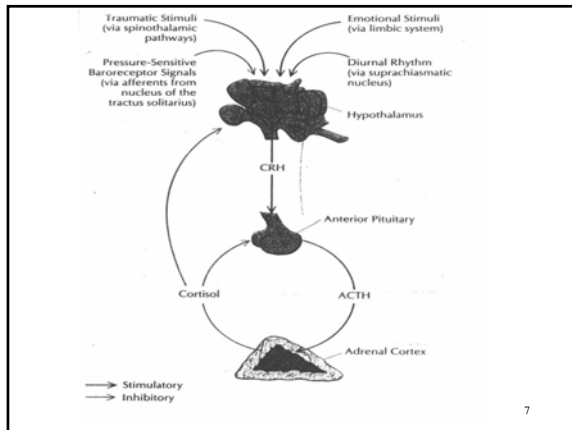 Traumatic Stimuli
(via spinothalamic
pathways)
Emotional Stimuli
(via limbic system)
Pressure-Sensitive
Baroreceptor Signals
(via afferents from
nucleus of the
tractus solitarius)
Diurnal Rhythm
(via suprachiasmatic
nucleus)
Hypothalamus
CRH
Anterior Pituitary
Cortisol
ACTH
Adrenal Cortex
Stimulatory
Inhibitory
7